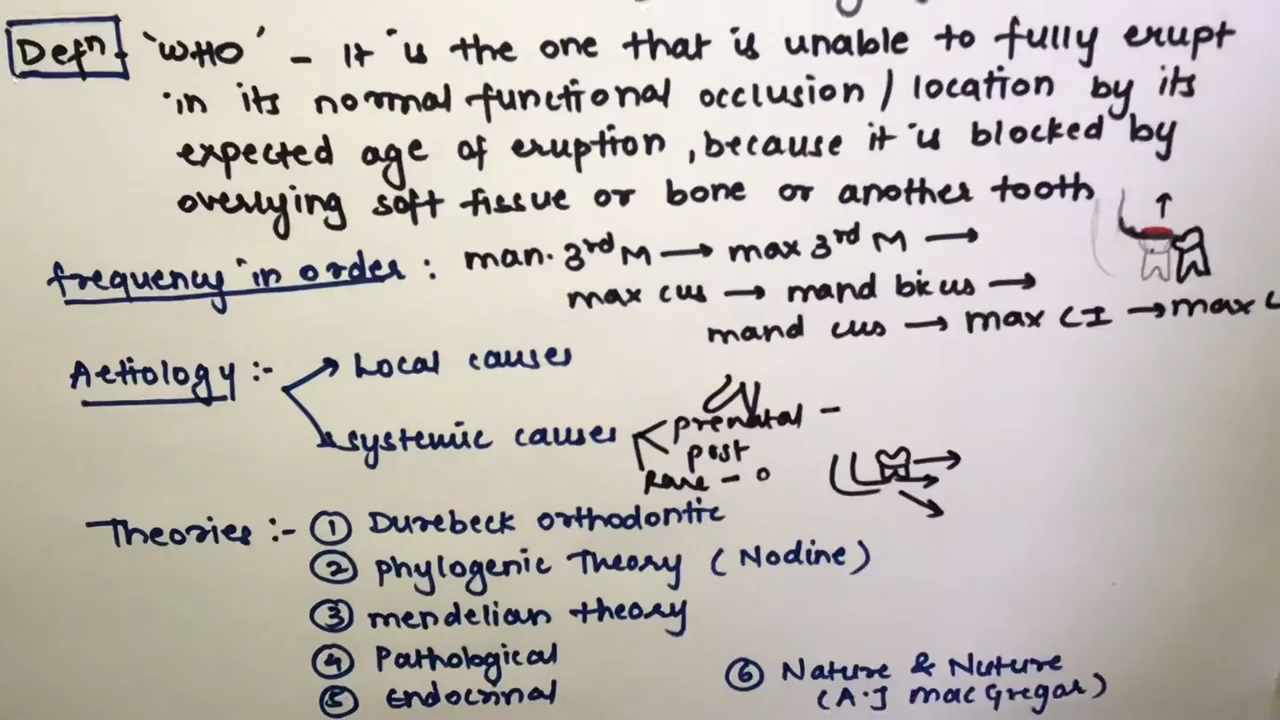 Defn - 'WHO' - It is the one that is unable to fully erupt
in its normal functional occlusion / location by its
expected age of eruption, because it is blocked by
overlying soft tissue or bone or another tooth
frequency in order : man. 3rd M → max 3rd M →
max cus → mand bicus →
mand cus → max CI → max
Aetiology :- → Local causes
systemic causes < prenatal -
post
Rare -
Theories :- ① Durebeck orthodontic
② phylogenic Theory ( Nodine )
③ mendelian theory
④ Pathological
⑤ Endocrinal
⑥ Nature & Nuture
(A.J mac Gregar)